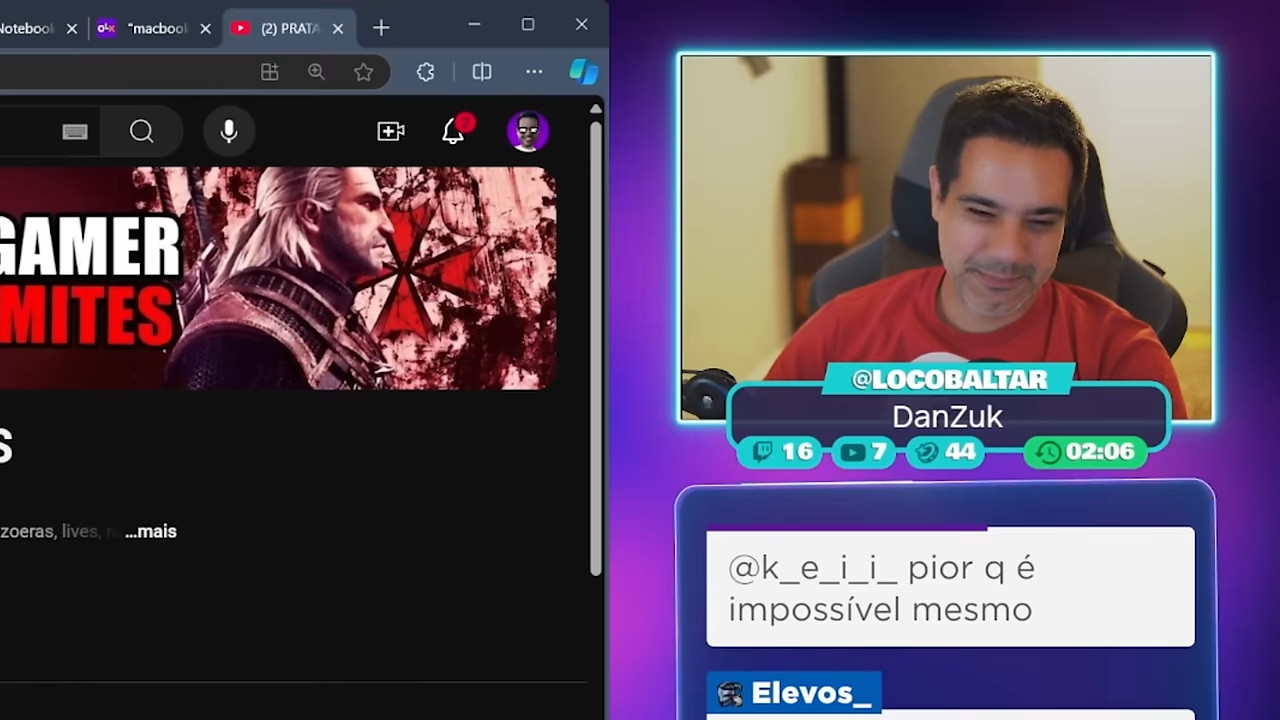 Notebook
"macbook
(2) PRATA
GAMER
MITES
S
zoeras, lives, n ...mais
@LOCOBALTAR
DanZuk
16 7 44 02:06
@k_e_i_i_ pior q é
impossível mesmo
Elevos_